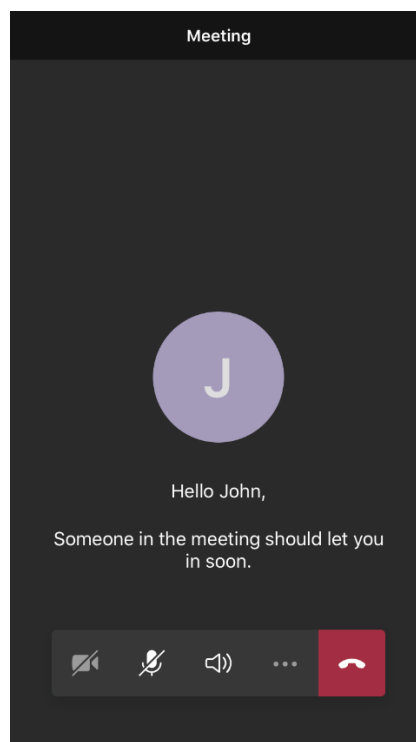 Meeting
J
Hello John,
Someone in the meeting should let you
in soon.